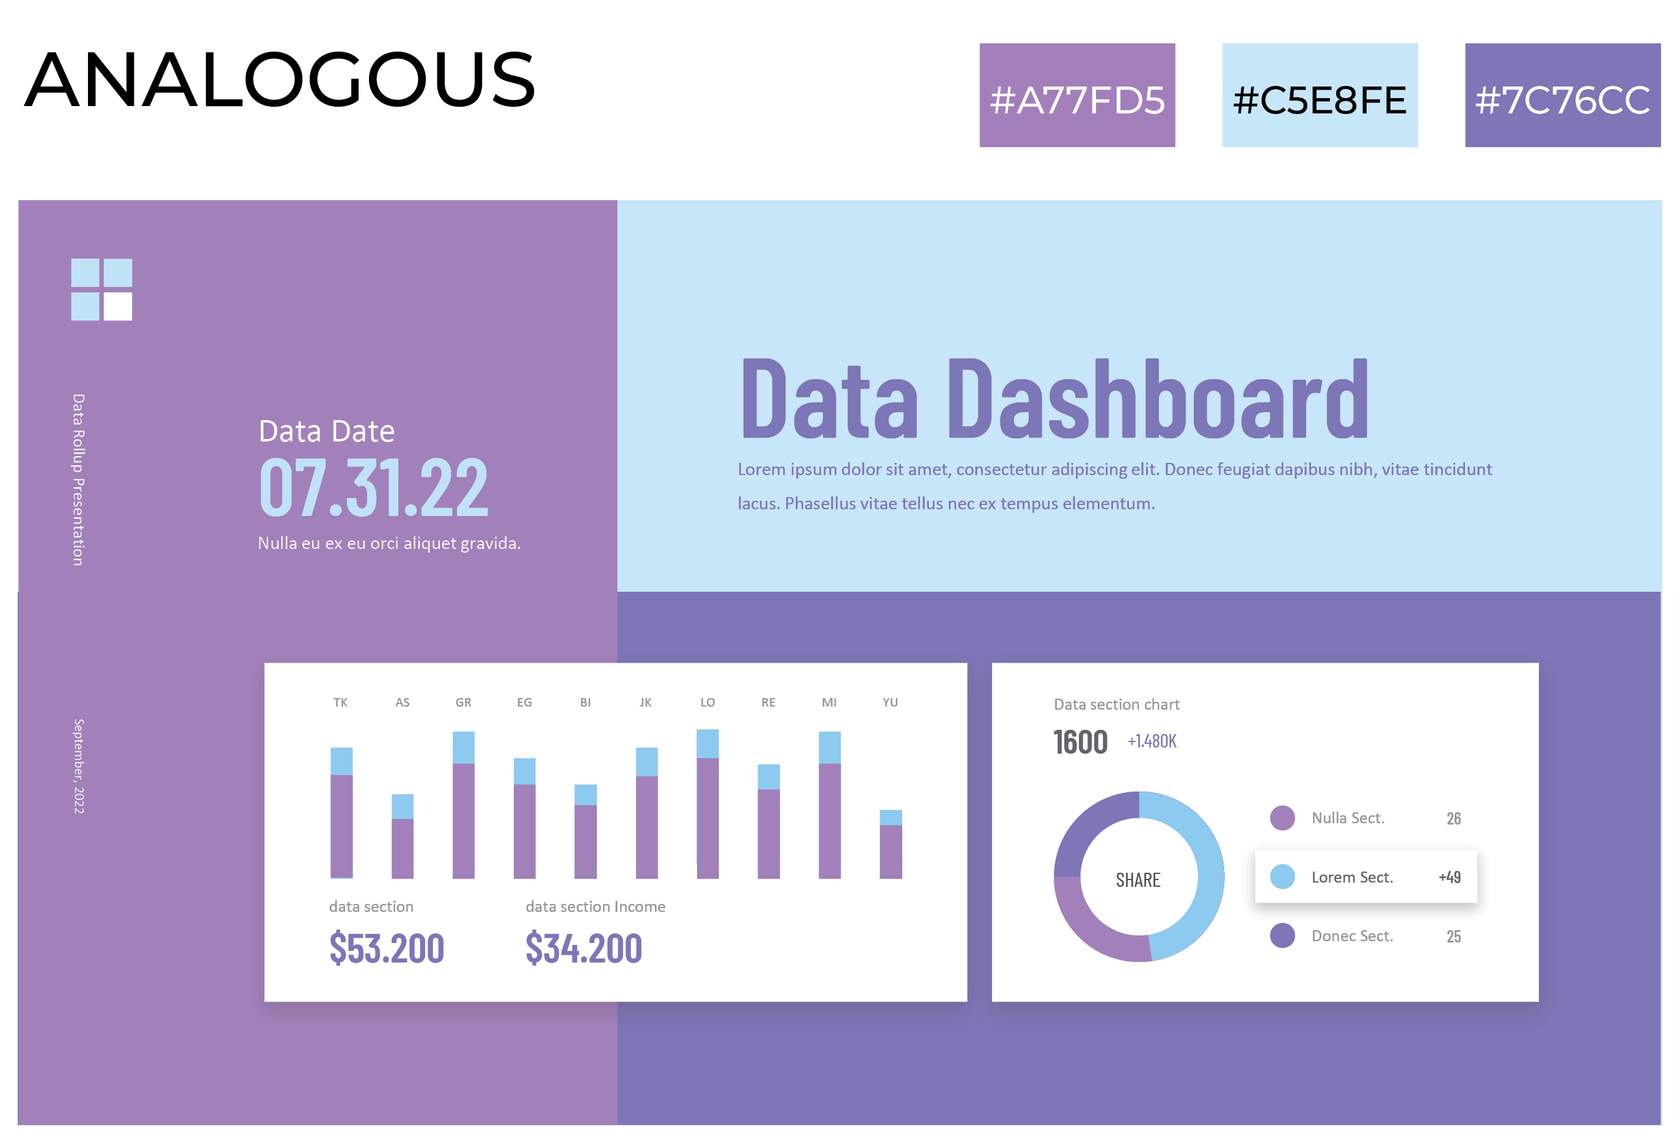 ANALOGOUS
#A77FD5
#C5E8FE
#7C76CC
Data Rollup Presentation
September, 2022
Data Date
07.31.22
Nulla eu ex eu orci aliquet gravida.
Data Dashboard
Lorem ipsum dolor sit amet, consectetur adipiscing elit. Donec feugiat dapibus nibh, vitae tincidunt
lacus. Phasellus vitae tellus nec ex tempus elementum.
TK AS GR EG BI JK LO RE MI YU
data section
$53.200
data section Income
$34.200
Data section chart
1600 +1.480K
SHARE
Nulla Sect. 26
Lorem Sect. +49
Donec Sect. 25